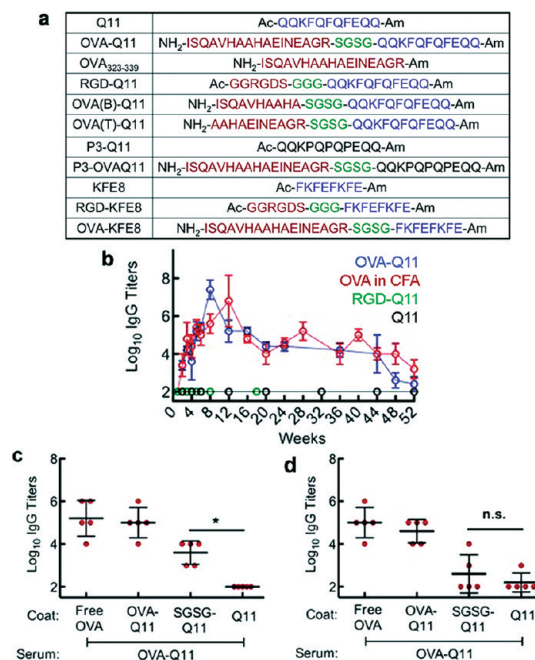 a
Q11 Ac-QQKFQFQFEQQ-Am
OVA-Q11 NH2-ISQAVHAAHAEINEAGR-SGSG-QQKFQFQFEQQ-Am
OVA323-339 NH2-ISQAVHAAHAEINEAGR-Am
RGD-Q11 Ac-GGRGDS-GGG-QQKFQFQFEQQ-Am
OVA(B)-Q11 NH2-ISQAVHAAHA-SGSG-QQKFQFQFEQQ-Am
OVA(T)-Q11 NH2-AAHAEINEAGR-SGSG-QQKFQFQFEQQ-Am
P3-Q11 Ac-QQKPQPQPEQQ-Am
P3-OVAQ11 NH2-ISQAVHAAHAEINEAGR-SGSG-QQKPQPQPEQQ-Am
KFE8 Ac-FKFEFKFE-Am
RGD-KFE8 Ac-GGRGDS-GGG-FKFEFKFE-Am
OVA-KFE8 NH2-ISQAVHAAHAEINEAGR-SGSG-FKFEFKFE-Am
b
OVA-Q11
OVA in CFA
RGD-Q11
Q11
Log10 IgG Titers
8
6
4
2
0 4 8 12 16 20 24 28 32 36 40 44 48 52
Weeks
c
Log10 IgG Titers
8
6
4
2
*
Coat: Free OVA OVA-Q11 SGSG-Q11 Q11
Serum: OVA-Q11
d
Log10 IgG Titers
8
6
4
2
n.s.
Coat: Free OVA OVA-Q11 SGSG-Q11 Q11
Serum: OVA-Q11